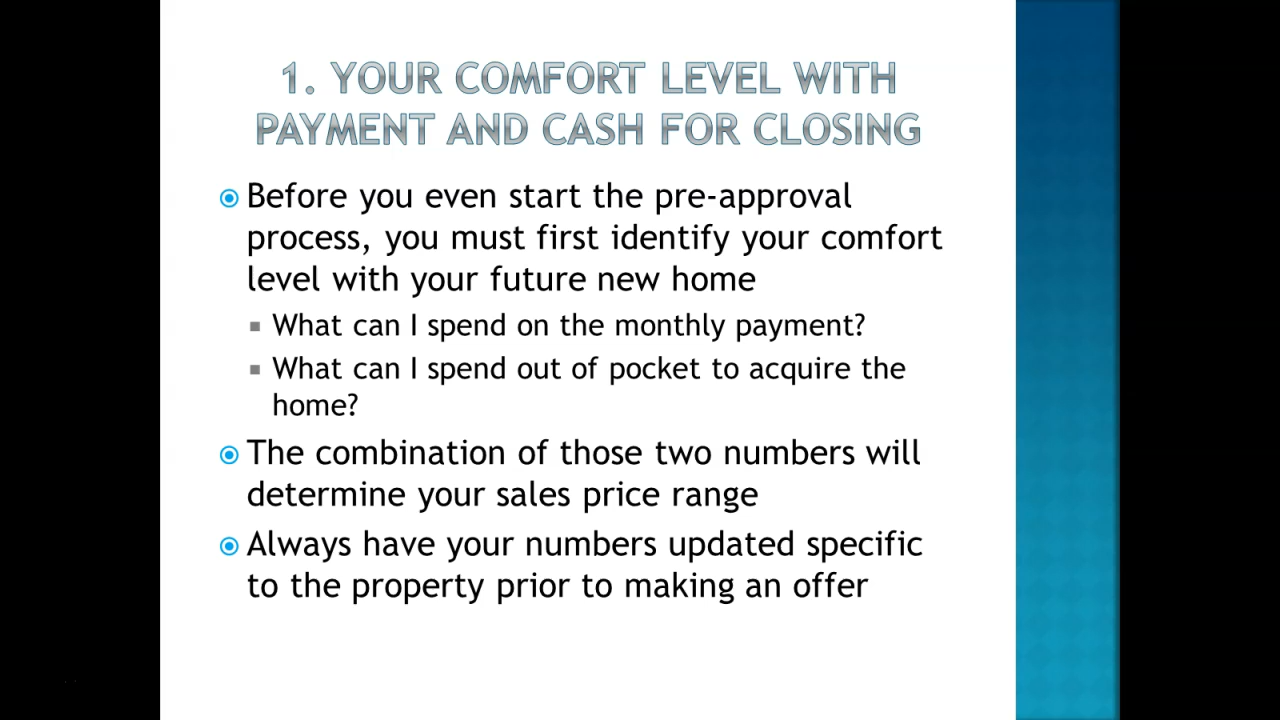 1. YOUR COMFORT LEVEL WITH
PAYMENT AND CASH FOR CLOSING
Before you even start the pre-approval
process, you must first identify your comfort
level with your future new home
What can I spend on the monthly payment?
What can I spend out of pocket to acquire the
home?
The combination of those two numbers will
determine your sales price range
Always have your numbers updated specific
to the property prior to making an offer